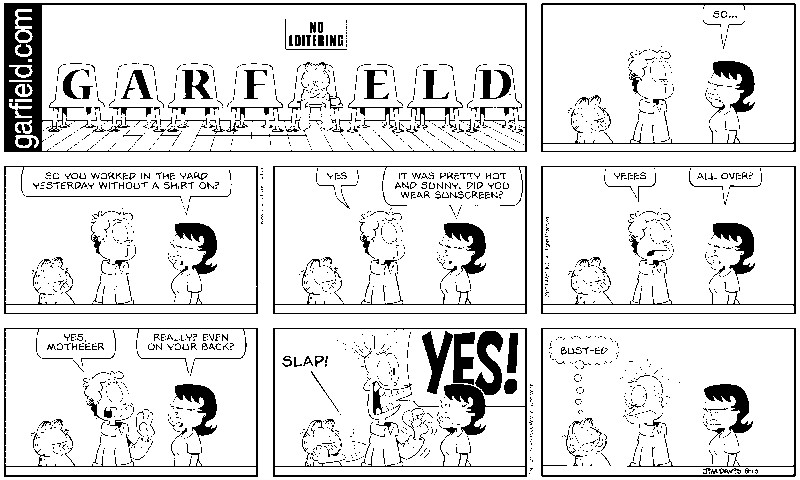 garfield.com
NO
LOITERING
GARFIELD
SO...
SO YOU WORKED IN THE YARD
YESTERDAY WITHOUT A SHIRT ON?
YES
IT WAS PRETTY HOT
AND SUNNY. DID YOU
WEAR SUNSCREEN?
YEEES
ALL OVER?
YES,
MOTHEEER
REALLY? EVEN
ON YOUR BACK?
SLAP!
YES!
BUST-ED
JIM DAVIS